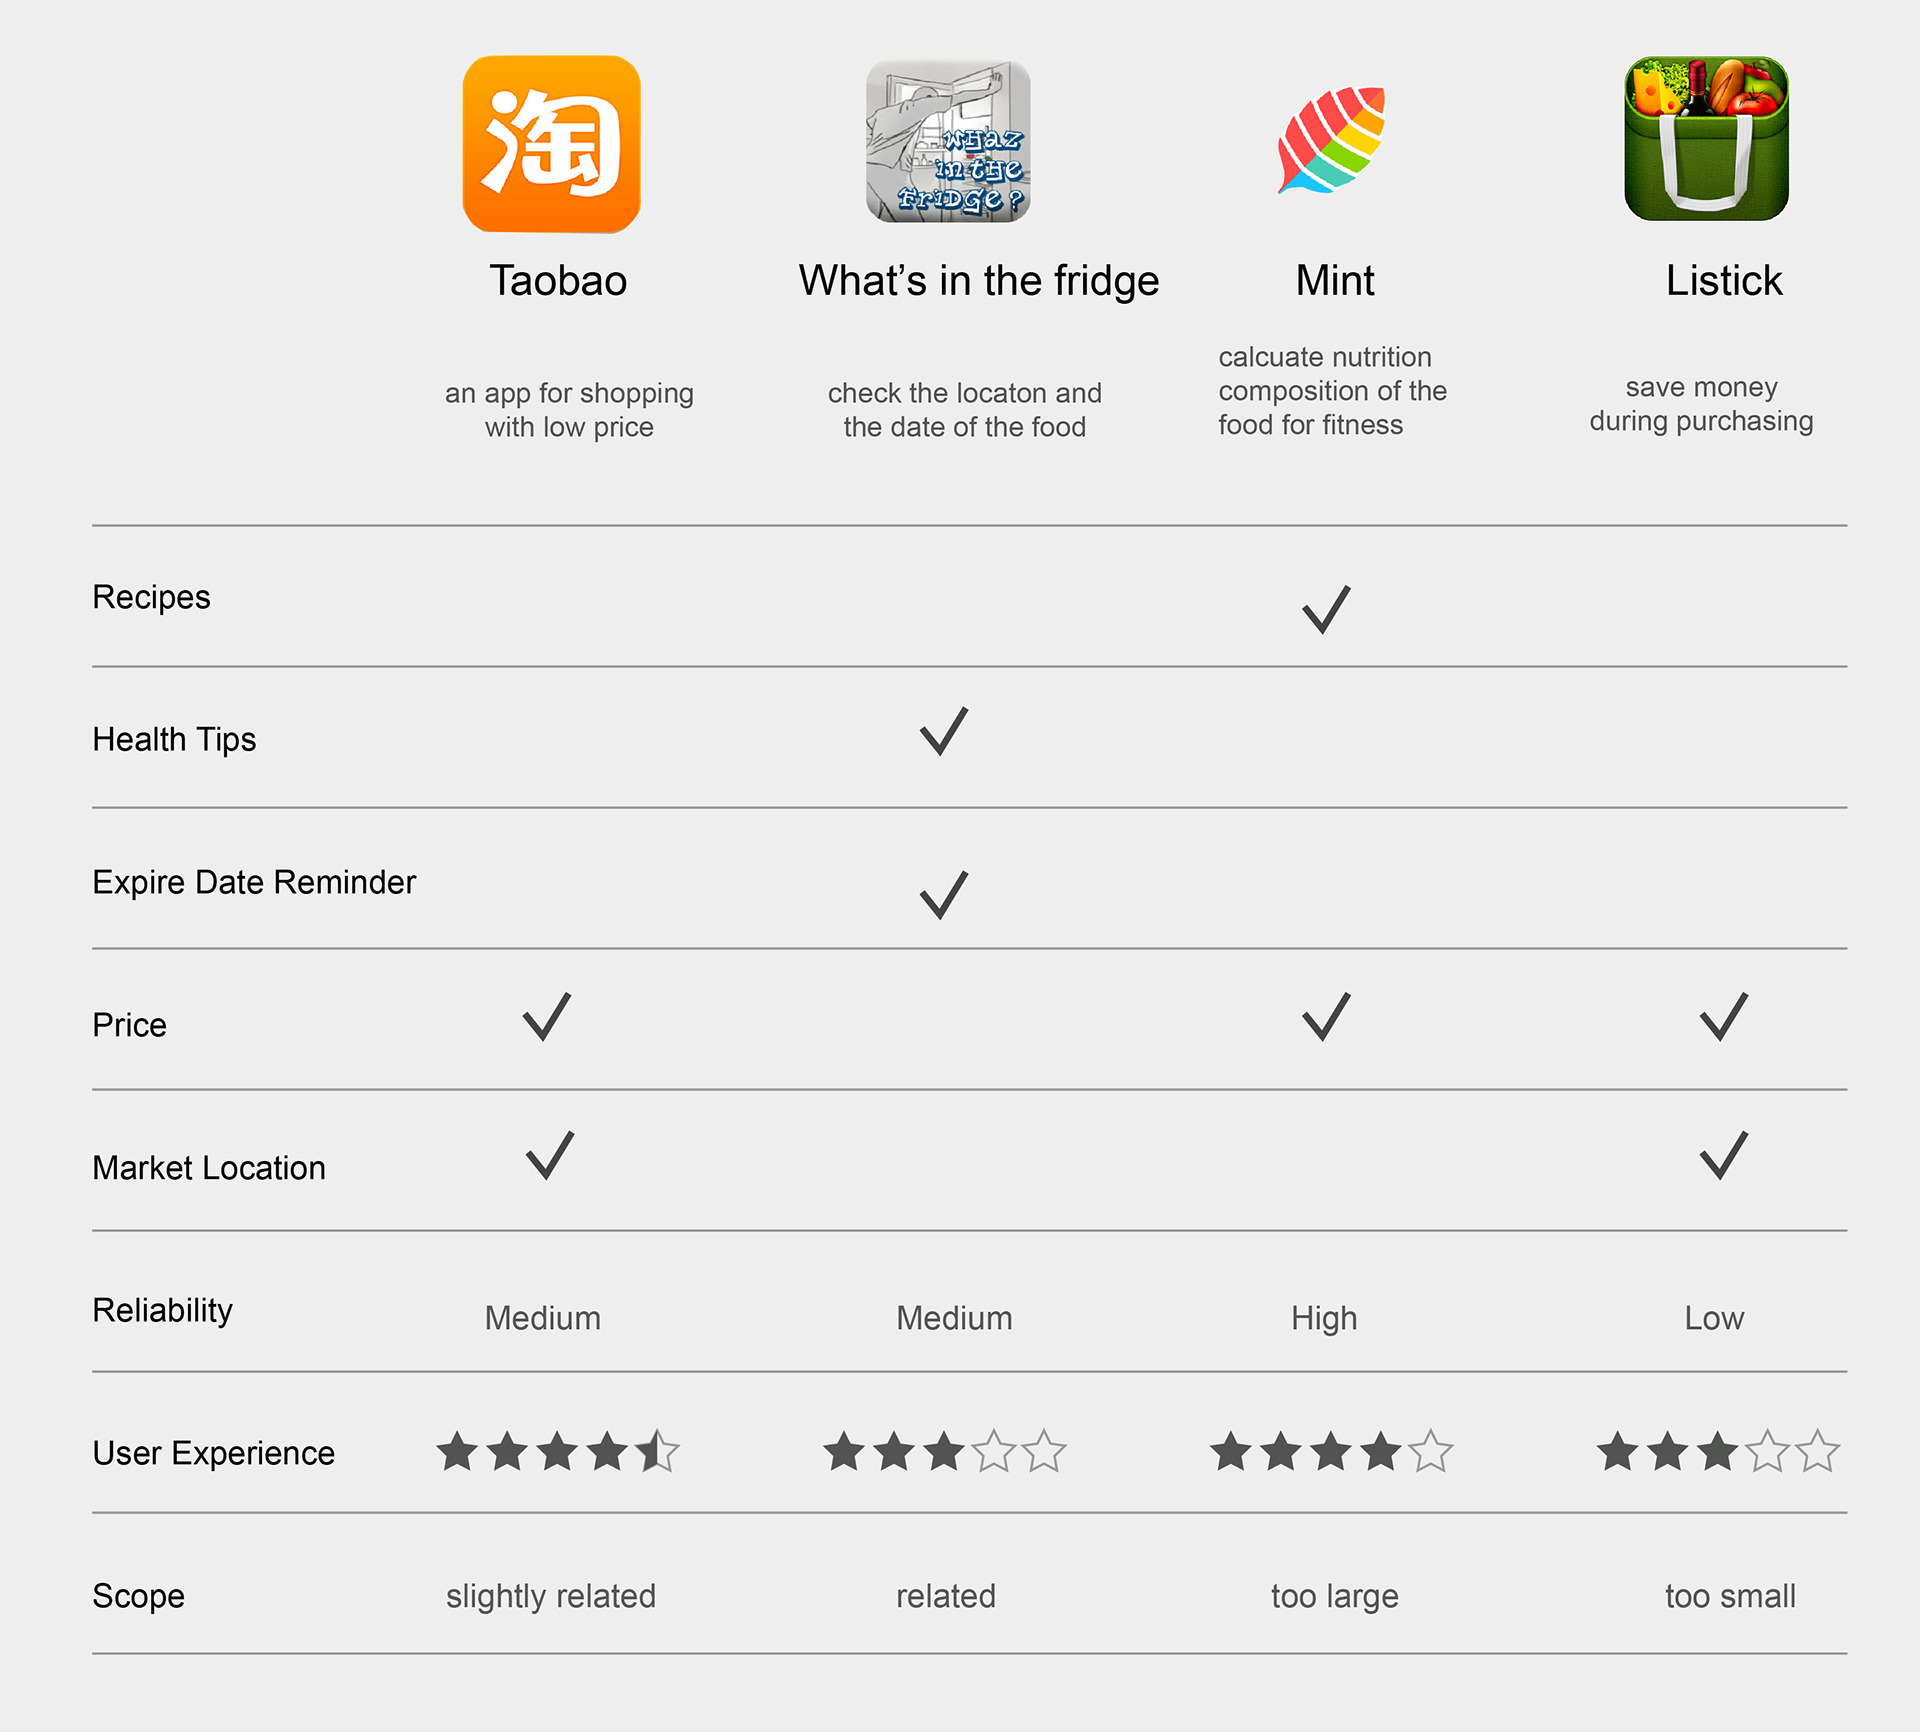 淘
WHaZ
in tHe
FriDGe?
Taobao
What's in the fridge
Mint
Listick
an app for shopping
with low price
check the locaton and
the date of the food
calcuate nutrition
composition of the
food for fitness
save money
during purchasing
Recipes
Health Tips
Expire Date Reminder
Price
Market Location
Reliability Medium Medium High Low
User Experience
Scope slightly related related too large too small